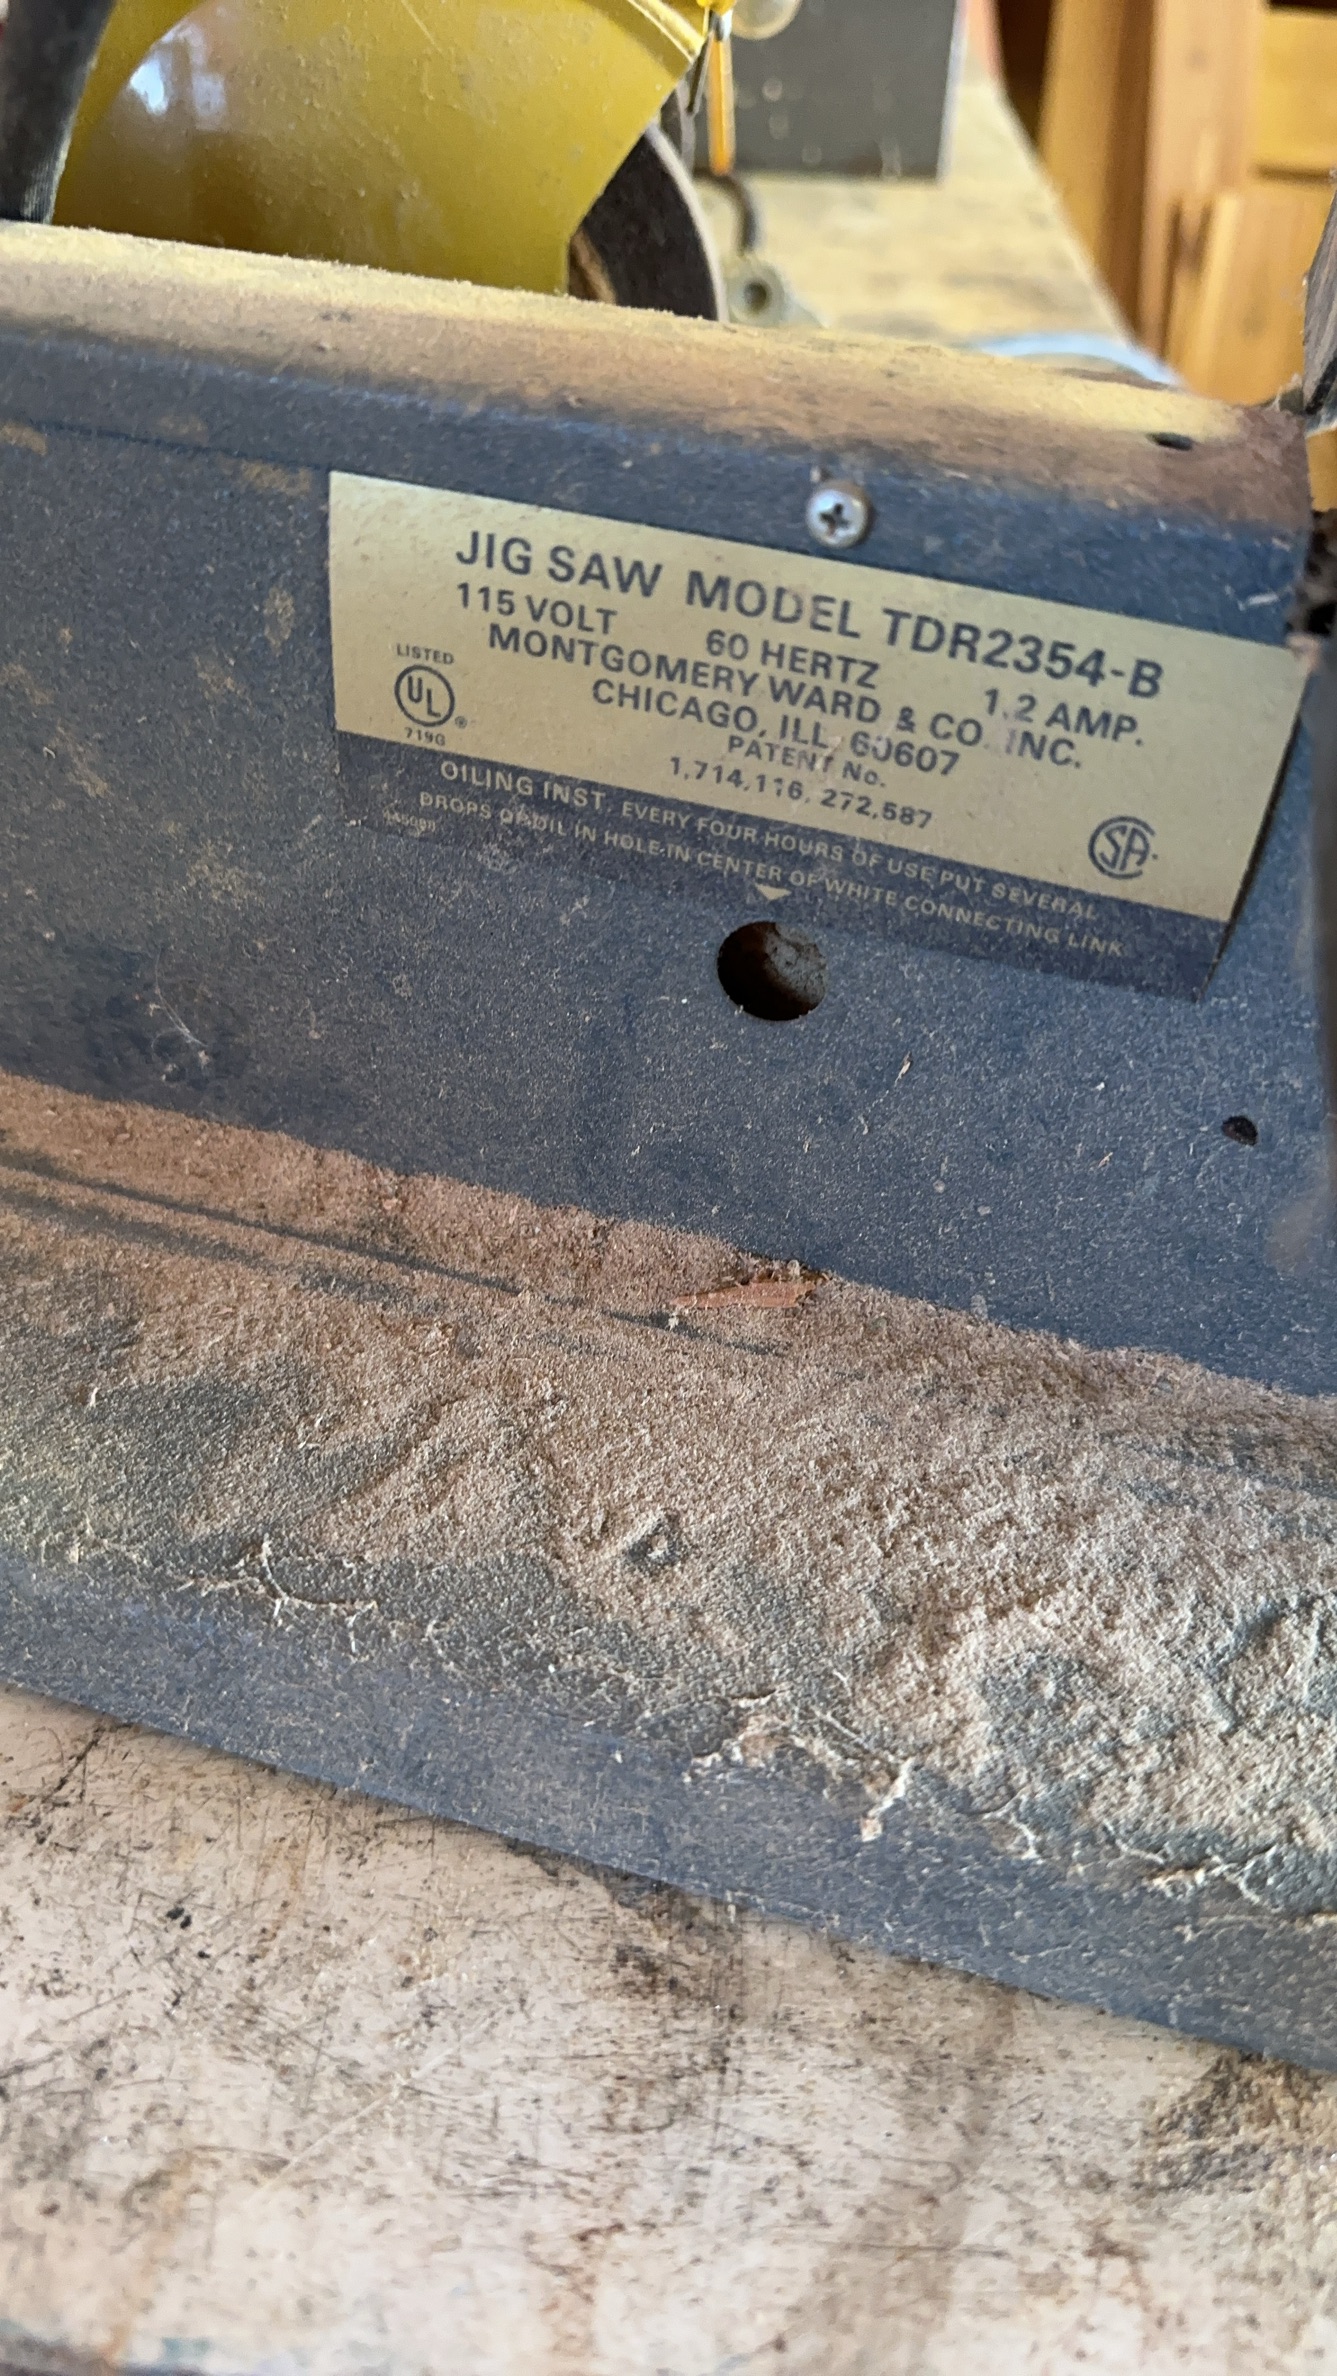 JIG SAW MODEL TDR2354-B
115 VOLT 60 HERTZ 1.2 AMP.
MONTGOMERY WARD & CO. INC.
CHICAGO, ILL. 60607
PATENT No.
1,714,116, 272,587
LISTED
UL®
719G
SA
OILING INST. EVERY FOUR HOURS OF USE PUT SEVERAL
DROPS OF OIL IN HOLE IN CENTER OF WHITE CONNECTING LINK